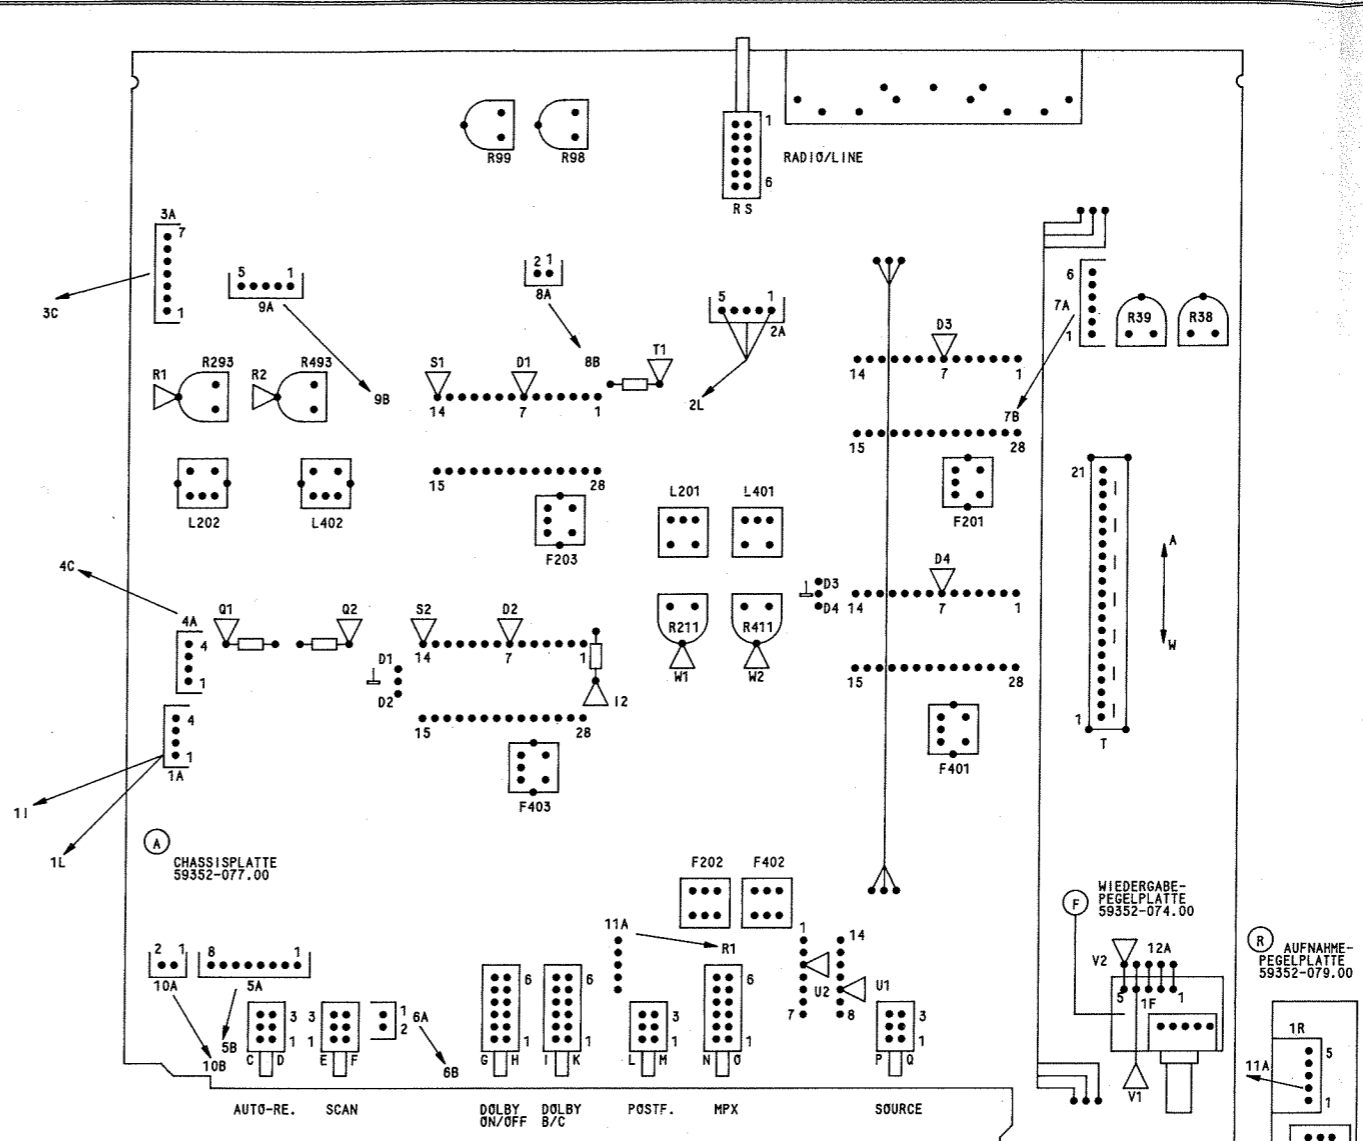 1
R99
R98
RADIO/LINE
6
R S
3A
7
5
1
9A
2 1
8A
5
1
2A
6
7A
1
R39
R38
D3
3C
1
14
7
1
R1
R293
R2
R493
9B
S1
D1
8B
T1
14
7
1
2L
7B
15
28
15
28
21
L202
L402
L201
L401
F201
F203
A
4C
D4
D3
D4
14
7
1
Q1
Q2
S2
D2
4A
4
1
R211
R411
W
14
7
1
D1
D2
W1
W2
15
28
I2
4
1
1A
15
28
1
T
F401
F403
1I
1L
A
CHASSISPLATTE
59352-077.00
F202
F402
F
WIEDERGABE-
PEGELPLATTE
59352-074.00
11A
R1
1
14
R
AUFNAHME-
PEGELPLATTE
59352-079.00
2 1
10A
8
1
5A
V2
12A
6
6
6
U2
U1
5
1F
1
3
1
3
1
1
2
6A
3
1
7
8
3
1
1R
5
1
5B
10B
C D
E F
6B
G
1
H
I
1
K
L M
N
1
O
P Q
11A
V1
AUTO-RE.
SCAN
DOLBY
ON/OFF
DOLBY
B/C
POSTF.
MPX
SOURCE